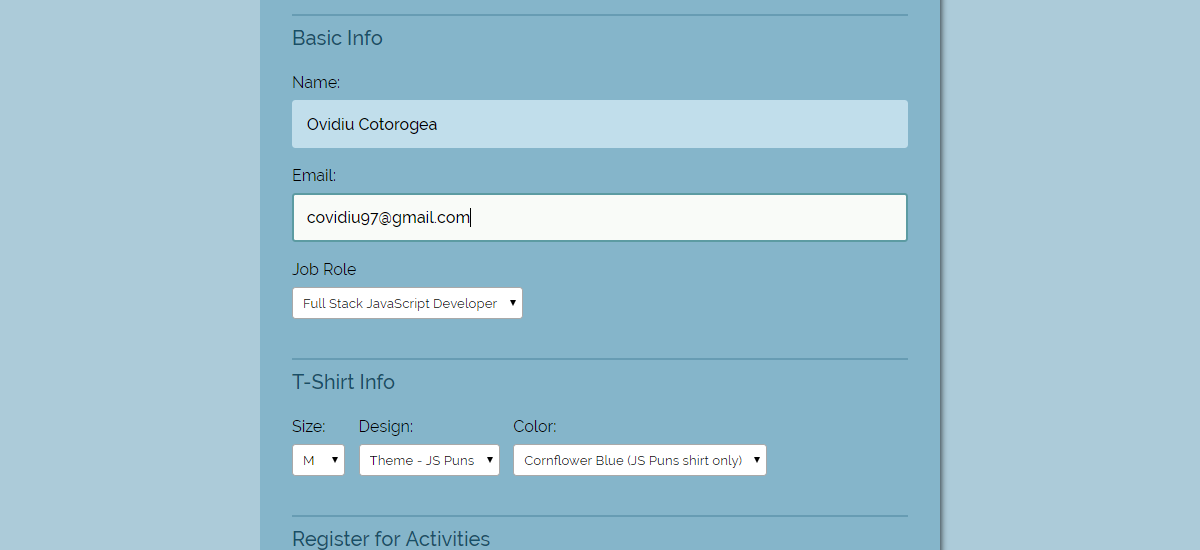 Basic Info
Name:
Ovidiu Cotorogea
Email:
covidiu97@gmail.com
Job Role
Full Stack JavaScript Developer
T-Shirt Info
Size: Design: Color:
M Theme - JS Puns Cornflower Blue (JS Puns shirt only)
Register for Activities